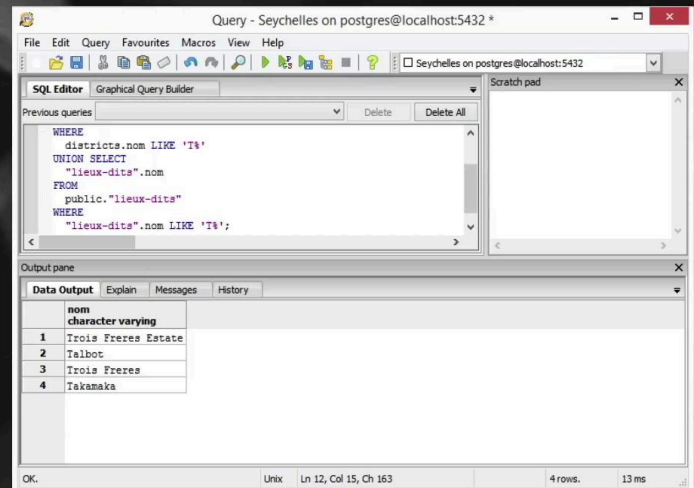 Query - Seychelles on postgres@localhost:5432 *
File Edit Query Favourites Macros View Help
Seychelles on postgres@localhost:5432
SQL Editor Graphical Query Builder
Scratch pad
Previous queries Delete Delete All
WHERE
districts.nom LIKE 'T%'
UNION SELECT
"lieux-dits".nom
FROM
public."lieux-dits"
WHERE
"lieux-dits".nom LIKE 'T%';
Output pane
Data Output Explain Messages History
nom
character varying
1 Trois Freres Estate
2 Talbot
3 Trois Freres
4 Takamaka
OK. Unix Ln 12, Col 15, Ch 163 4 rows. 13 ms